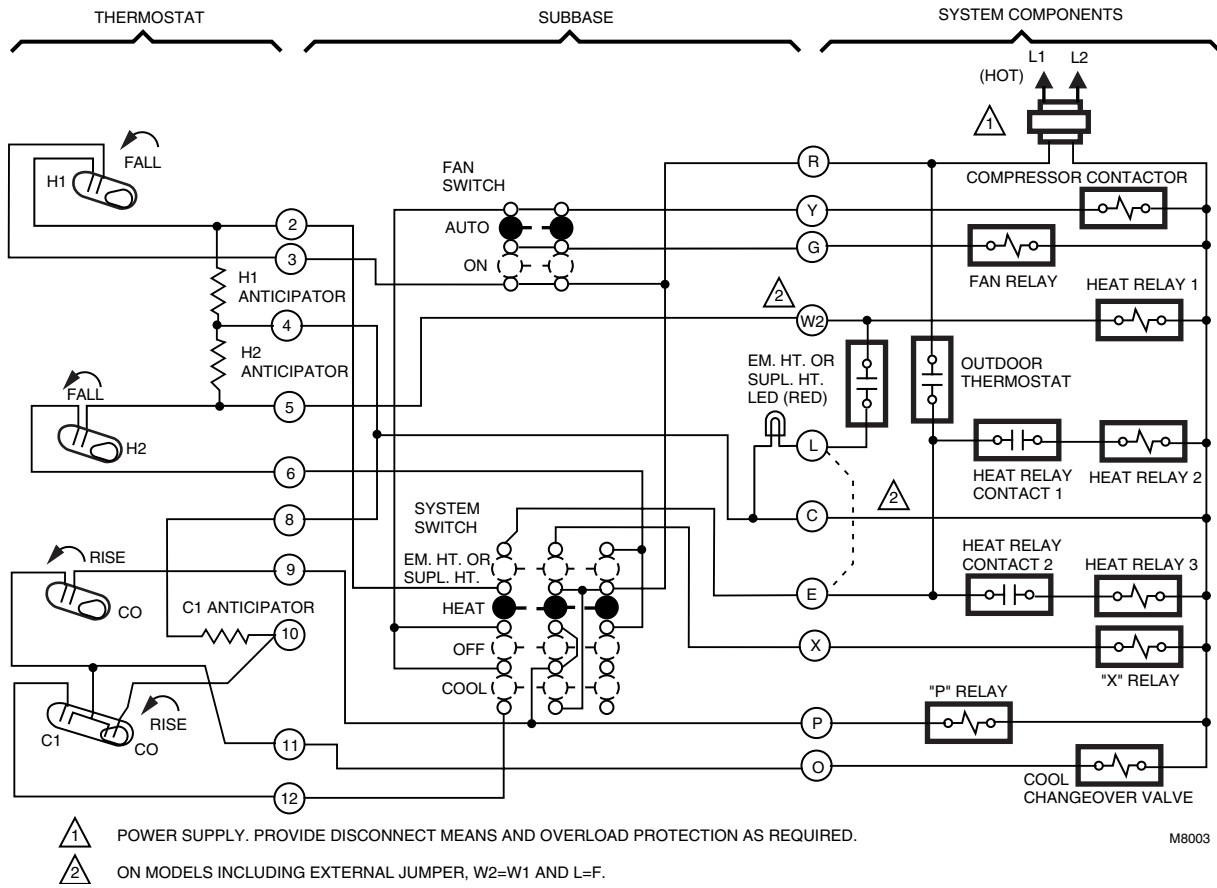 THERMOSTAT
SUBBASE
SYSTEM COMPONENTS
L1
L2
(HOT)
1
FALL
H1
FAN
SWITCH
R
COMPRESSOR CONTACTOR
AUTO
Y
2
G
3
ON
FAN RELAY
HEAT RELAY 1
H1
ANTICIPATOR
2
W2
4
H2
ANTICIPATOR
EM. HT. OR
SUPL. HT.
LED (RED)
OUTDOOR
THERMOSTAT
FALL
5
H2
L
6
HEAT RELAY
CONTACT 1
HEAT RELAY 2
SYSTEM
SWITCH
2
8
C
RISE
EM. HT. OR
SUPL. HT.
HEAT RELAY
CONTACT 2
HEAT RELAY 3
9
CO
C1 ANTICIPATOR
HEAT
E
10
OFF
X
"X" RELAY
COOL
"P" RELAY
RISE
C1
CO
P
11
O
COOL
CHANGEOVER VALVE
12
1 POWER SUPPLY. PROVIDE DISCONNECT MEANS AND OVERLOAD PROTECTION AS REQUIRED.
M8003
2 ON MODELS INCLUDING EXTERNAL JUMPER, W2=W1 AND L=F.